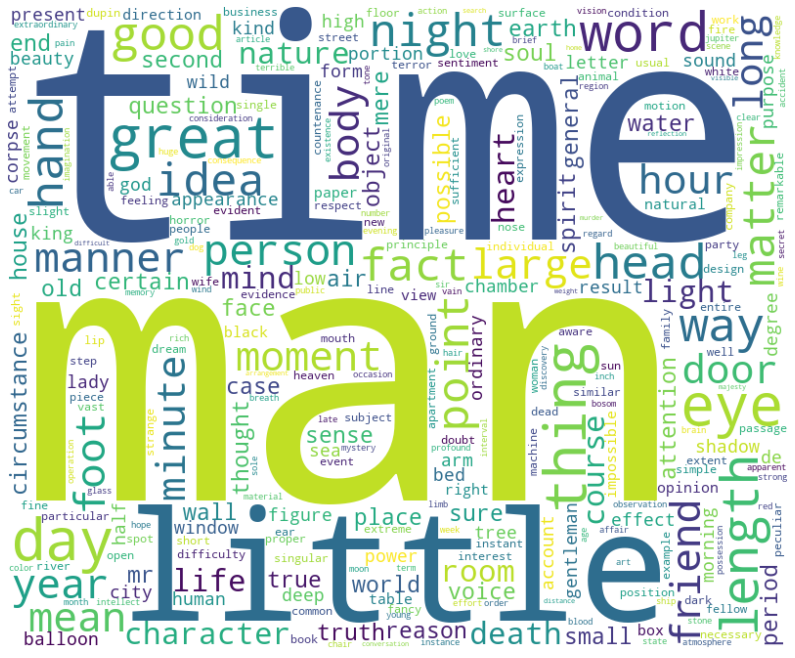 present
dupin
direction
business
kind
floor
action
search
high
surface
vision
condition
extraordinary
pain
good
article
street
night
earth
word
work
fire
jupiter
scene
knowledge
end
nature
brief
shore
home
beauty
second
portion
love
soul
letter
usual
sound
long
attempt
time
wild
terrible
tone
boat
terror
sentiment
form
mere
animal
white
purpose
corpse
hand
question
single
countenance
body
possible
poem
region
motion
visible
accident
movement
imagination
great
consideration
existence
object
sufficient
heart
expression
spirit
general
water
reflection
clear
impression
matter
car
able
huge
consequence
idea
paper
original
god
appearance
hour
company
remarkable
slight
feeling
evident
respect
number
new
evening
pleasure
nose
natural
house
king
horror
people
gold
dog
murder
regard
beautiful
leg
party
new
secret
wine
manner
person
principle
individual
fact
large
head
design
difficult
wife
wind
mind
low
air
line
view
chamber
result
light
entire
old
certain
memory
evidence
public
sir
vain
weight
degree
sight
face
black
man
moment
point
ordinary
aware
family
well
way
door
circumstance
lip
rich
step
dream
mouth
ground
hair
apartment
woman
discovery
sun
inch
lady
case
heaven
occasion
similar
eye
piece
arrangement
breath
late
subject
dead
bosom
majesty
vast
foot
minute
strange
thought
sense
mystery
doubt
profound
interval
machine
thing
course
impossible
attention
brain
passage
shadow
de
operation
sea
event
arm
simple
extent
apparent
glass
material
limb
bed
right
observation
opinion
strong
fine
hope
wall
ear
week
place
sure
affair
age
effect
friend
morning
length
red
particular
half
window
figure
extreme
tree
instant
account
gentleman
example
possession
peculiar
day
spot
short
proper
open
difficulty
singular
power
interest
art
color
river
mr
life
true
moon
term
world
room
position
period
year
city
human
deep
table
voice
fancy
effort
order
distance
ship
dark
fellow
month
intellect
common
young
stone
mean
little
blood
box
necessary
balloon
character
book
truth
reason
death
small
state
atmosphere
age
conversation
instance